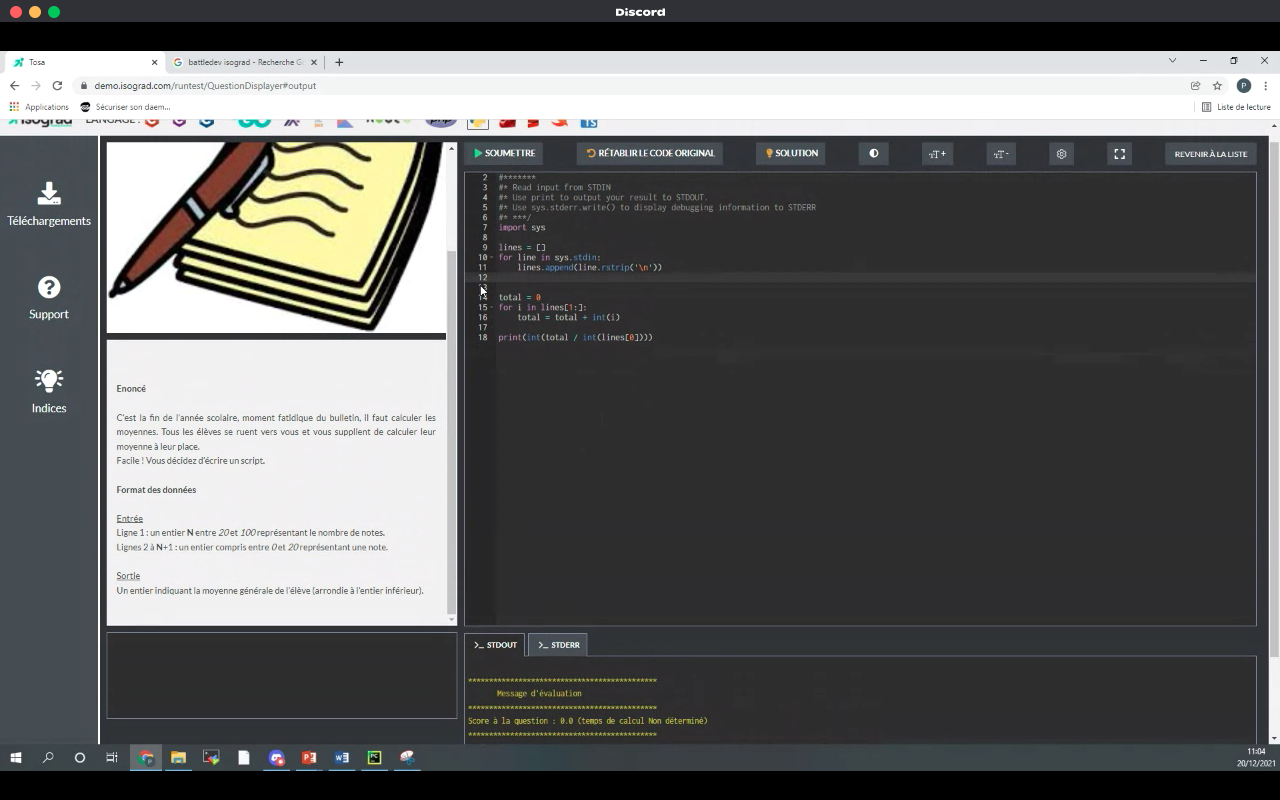 Discord
Tosa
battledev isograd - Recherche Go
demo.isograd.com/runtest/QuestionDisplayer#output
P
Applications
Sécuriser son daem...
Liste de lecture
isograd
LANGAGE :
GO
php
TS
Téléchargements
Support
Indices
SOUMETTRE
RÉTABLIR LE CODE ORIGINAL
SOLUTION
тT+
тT-
REVENIR À LA LISTE
2 #*******
3 #* Read input from STDIN
4 #* Use print to output your result to STDOUT.
5 #* Use sys.stderr.write() to display debugging information to STDERR
6 #* ***/
7 import sys
8
9 lines = []
10 for line in sys.stdin:
11 lines.append(line.rstrip('\n'))
12
13
14 total = 0
15 for i in lines[1:]:
16 total = total + int(i)
17
18 print(int(total / int(lines[0])))
Enoncé
C'est la fin de l'année scolaire, moment fatidique du bulletin, il faut calculer les
moyennes. Tous les élèves se ruent vers vous et vous supplient de calculer leur
moyenne à leur place.
Facile ! Vous décidez d'écrire un script.
Format des données
Entrée
Ligne 1 : un entier N entre 20 et 100 représentant le nombre de notes.
Lignes 2 à N+1 : un entier compris entre 0 et 20 représentant une note.
Sortie
Un entier indiquant la moyenne générale de l'élève (arrondie à l'entier inférieur).
>_ STDOUT
>_ STDERR
*********************************************
Message d'évaluation
*********************************************
Score à la question : 0.0 (temps de calcul Non déterminé)
*********************************************
11:04
20/12/2021